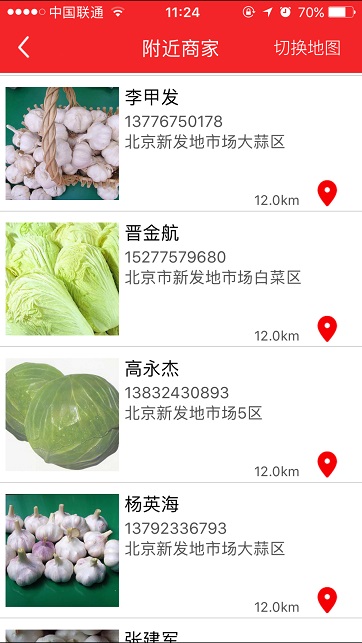 中国联通 11:24 70%
附近商家 切换地图
李甲发
13776750178
北京新发地市场大蒜区
12.0km
晋金航
15277579680
北京市新发地市场白菜区
12.0km
高永杰
13832430893
北京新发地市场5区
12.0km
杨英海
13792336793
北京新发地市场大蒜区
12.0km
张建军